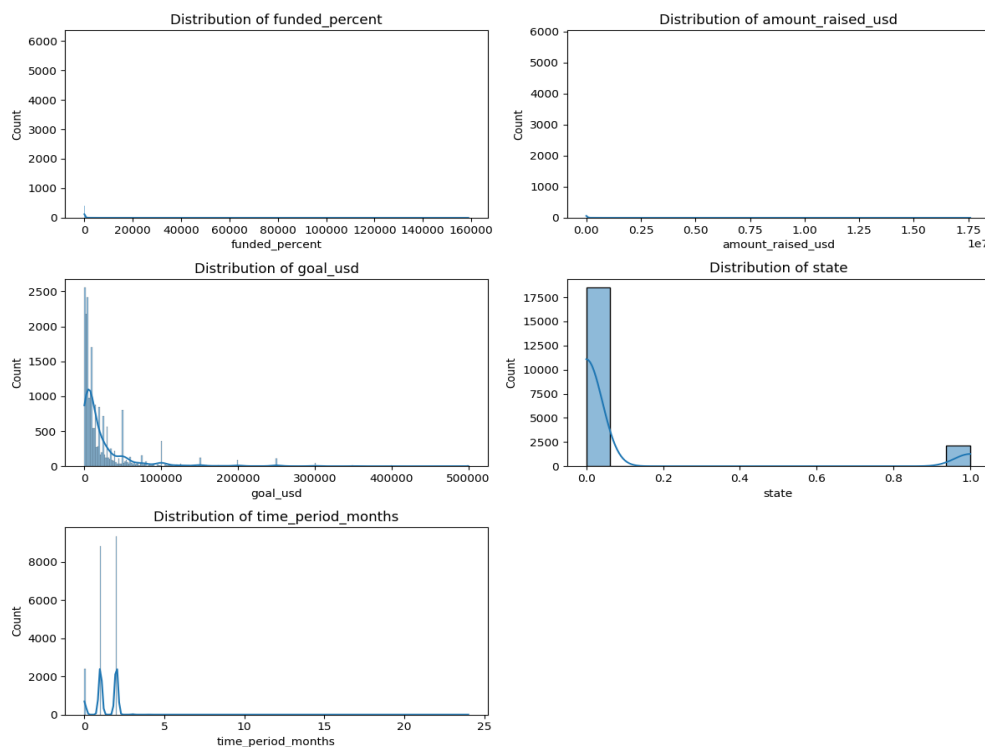 Distribution of funded_percent
6000
5000
4000
3000
2000
1000
0
Count
0 20000 40000 60000 80000 100000 120000 140000 160000
funded_percent
Distribution of amount_raised_usd
6000
5000
4000
3000
2000
1000
0
Count
0.00 0.25 0.50 0.75 1.00 1.25 1.50 1.75
1e7
amount_raised_usd
Distribution of goal_usd
2500
2000
1500
1000
500
0
Count
0 100000 200000 300000 400000 500000
goal_usd
Distribution of state
17500
15000
12500
10000
7500
5000
2500
0
Count
0.0 0.2 0.4 0.6 0.8 1.0
state
Distribution of time_period_months
8000
6000
4000
2000
0
Count
0 5 10 15 20 25
time_period_months